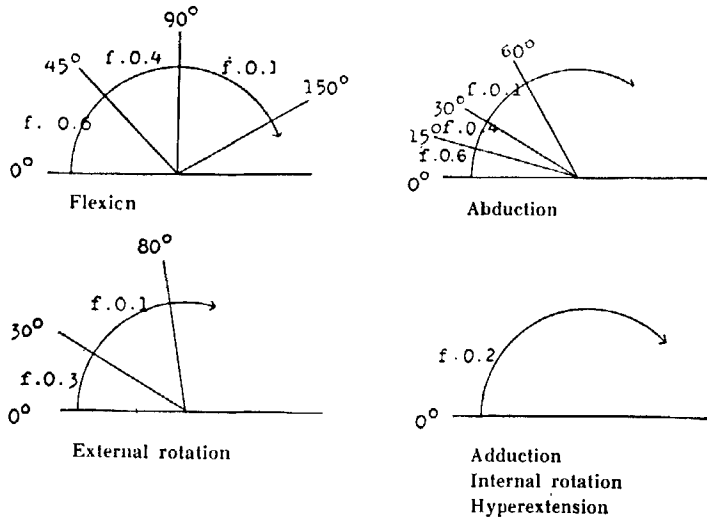 90°
45°
f.0.4
f.0.1
150°
f. 0.6
0°
Flexicn
60°
f.0.1
30°
f.0.4
15°
f.0.6
0°
Abduction
80°
f.0.1
30°
f.0.3
0°
External rotation
f.0.2
0°
Adduction
Internal rotation
Hyperextension